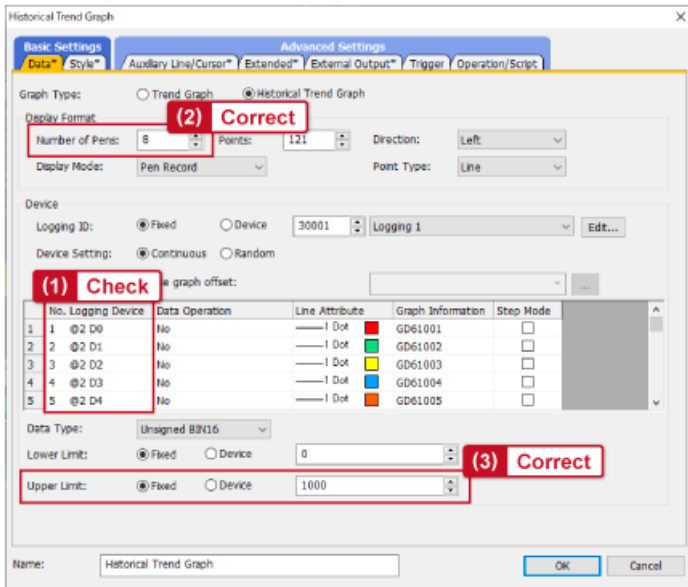 Historical Trend Graph
Basic Settings
Advanced Settings
Data* Style* Auxiliary Line/Cursor* Extended* External Output* Trigger Operation/Script
Graph Type: Trend Graph Historical Trend Graph
Display Format
(2) Correct
Number of Pens: 8 Points: 121 Direction: Left
Display Mode: Pen Record Point Type: Line
Device
Logging ID: Fixed Device 30001 Logging 1 Edit...
Device Setting: Continuous Random
(1) Check
graph offset: ...
No. Logging Device Data Operation Line Attribute Graph Information Step Mode
1 1 @2 D0 No 1 Dot GD61001
2 2 @2 D1 No 1 Dot GD61002
3 3 @2 D2 No 1 Dot GD61003
4 4 @2 D3 No 1 Dot GD61004
5 5 @2 D4 No 1 Dot GD61005
Data Type: Unsigned BIN16
Lower Limit: Fixed Device 0
(3) Correct
Upper Limit: Fixed Device 1000
Name: Historical Trend Graph OK Cancel